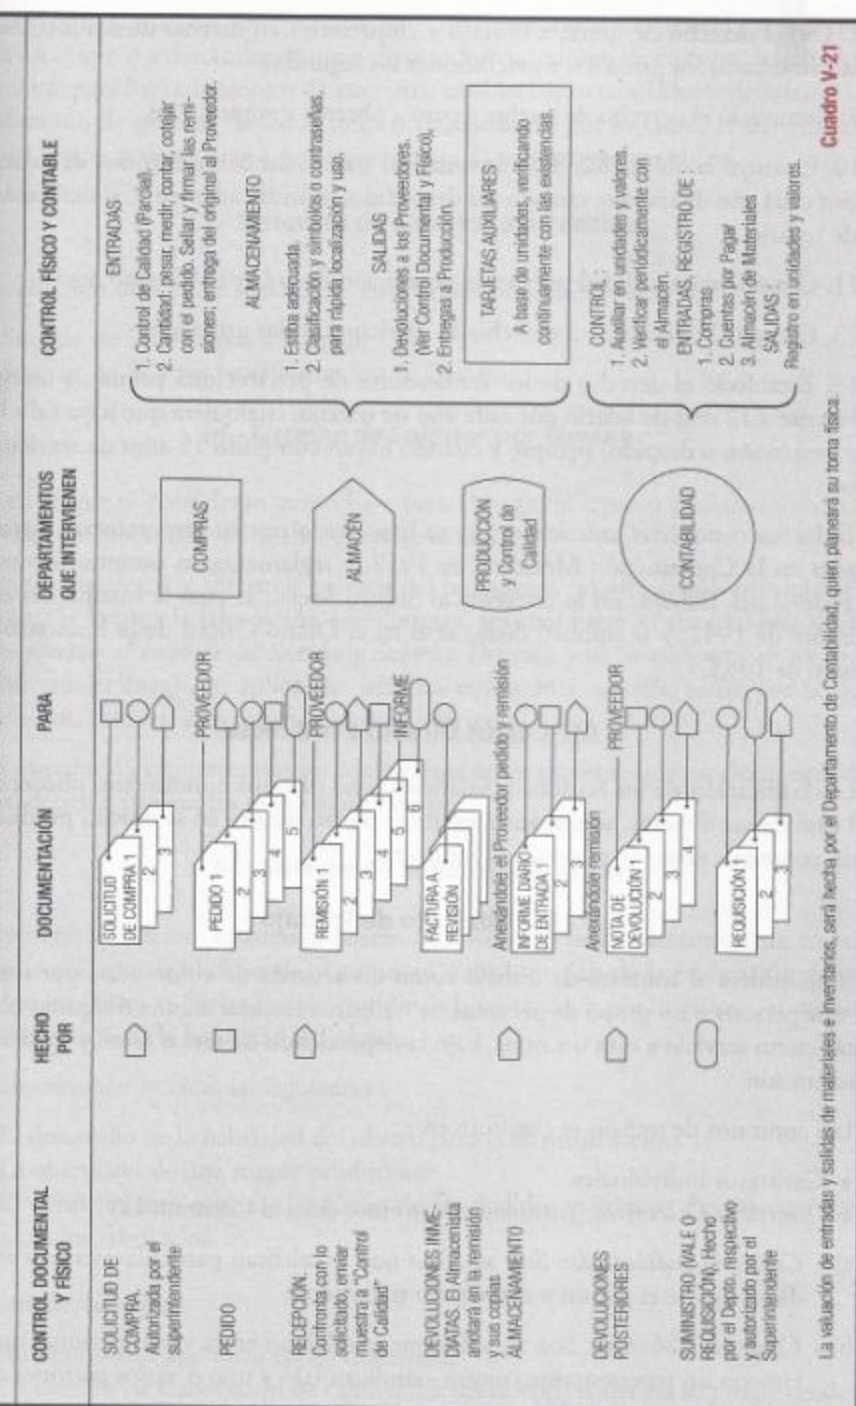 CONTROL DOCUMENTAL
Y FÍSICO
HECHO
POR
DOCUMENTACIÓN
PARA
DEPARTAMENTOS
QUE INTERVIENEN
CONTROL FÍSICO Y CONTABLE
SOLICITUD DE
COMPRA.
Autorizada por el
superintendente
SOLICITUD
DE COMPRA 1
2
3
PEDIDO
PEDIDO 1
2
3
4
5
PROVEEDOR
RECEPCIÓN.
Confronta con lo
solicitado, enviar
muestra a "Control
de Calidad"
REMISIÓN 1
2
3
4
5
6
PROVEEDOR
INFORME
DEVOLUCIONES INME-
DIATAS. El Almacenista
anotará en la remisión
y sus copias
FACTURA A
REVISIÓN
Anexándole el Proveedor pedido y remisión
ALMACENAMIENTO
INFORME DIARIO
DE ENTRADA 1
2
3
Anexándole remisión
DEVOLUCIONES
POSTERIORES
NOTA DE
DEVOLUCIÓN 1
2
3
4
PROVEEDOR
SUMINISTRO (VALE O
REQUISICIÓN). Hecho
por el Depto. respectivo
y autorizado por el
Superintendente
REQUISICIÓN 1
2
3
COMPRAS
ALMACÉN
PRODUCCIÓN
y Control de
Calidad
CONTABILIDAD
ENTRADAS
1. Control de Calidad (Parcial).
2. Cantidad: pesar, medir, contar, cotejar
con el pedido. Sellar y firmar las remi-
siones; entrega del original a Proveedor.
ALMACENAMIENTO
1. Estiba adecuada.
2. Clasificación y símbolos o contraseñas,
para rápida localización y uso.
SALIDAS
1. Devoluciones a los Proveedores.
(Ver Control Documental y Físico),
2. Entregas a Producción
TARJETAS AUXILIARES
A base de unidades, verificando
continuamente con las existencias.
CONTROL
1. Auxiliar en unidades y valores.
2. Verificar periódicamente con
el Almacén.
ENTRADAS, REGISTRO DE
1. Compras
2. Cuentas por Pagar
3. Almacén de Materiales
SALIDAS
Registro en unidades y valores.
La valuación de entradas y salidas de materiales e inventarios, será hecha por el Departamento de Contabilidad, quien planeará su toma física.
Cuadro V-21